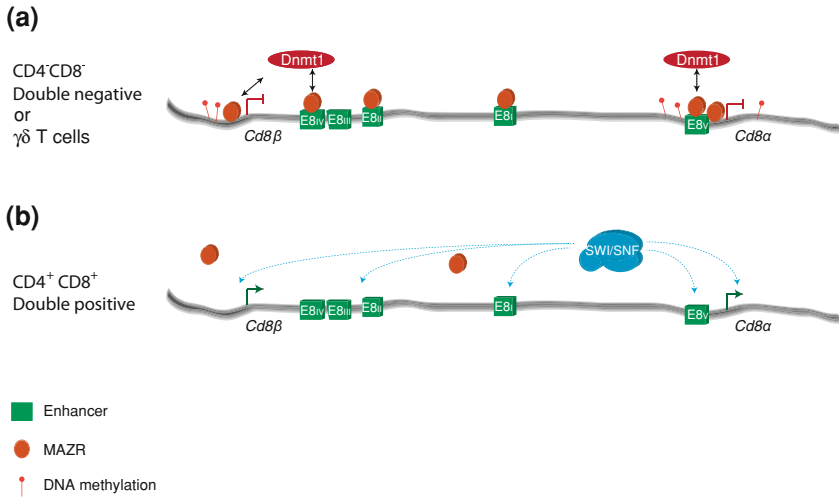 (a)
CD4-CD8-
Double negative
or
γδ T cells
Dnmt1
Dnmt1
E8IV
E8III
E8II
E8I
E8V
Cd8β
Cd8α
(b)
SWI/SNF
CD4+ CD8+
Double positive
E8IV
E8III
E8II
E8I
E8V
Cd8β
Cd8α
Enhancer
MAZR
DNA methylation